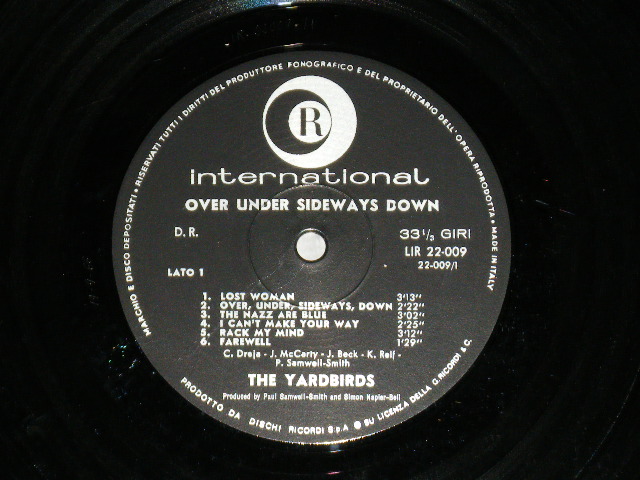 MARCHIO E DISCO DEPOSITATI • RISERVATI TUTTI I DIRITTI DEL PRODUTTORE FONOGRAFICO E DEL PROPRIETARIO DELL'OPERA RIPRODOTTA • MADE IN ITALY
R
international
OVER UNDER SIDEWAYS DOWN
D.R.
33 1/3 GIRI
LIR 22-009
22-009/1
LATO 1
1. LOST WOMAN 3'13"
2. OVER, UNDER, SIDEWAYS, DOWN 2'22"
3. THE NAZZ ARE BLUE 3'02"
4. I CAN'T MAKE YOUR WAY 2'25"
5. RACK MY MIND 3'12"
6. FAREWELL 1'29"
C. Dreja - J. McCarty - J. Beck - K. Relf -
P. Samwell-Smith
THE YARDBIRDS
Produced by Paul Samwell-Smith and Simon Napier-Bell
PRODOTTO DA DISCHI RICORDI S.p.A. ℗ SU LICENZA DELLA G. RICORDI & C.